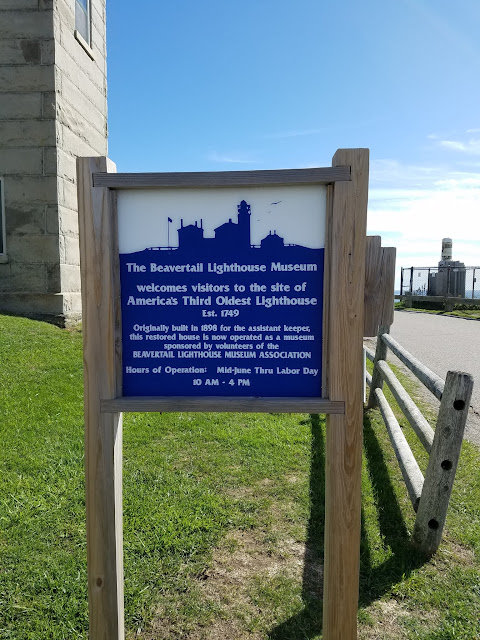 The Beavertail Lighthouse Museum
welcomes visitors to the site of
America's Third Oldest Lighthouse
Est. 1749
Originally built in 1898 for the assistant keeper,
this restored house is now operated as a museum
sponsored by volunteers of the
BEAVERTAIL LIGHTHOUSE MUSEUM ASSOCIATION
Hours of Operation: Mid-June Thru Labor Day
10 AM - 4 PM